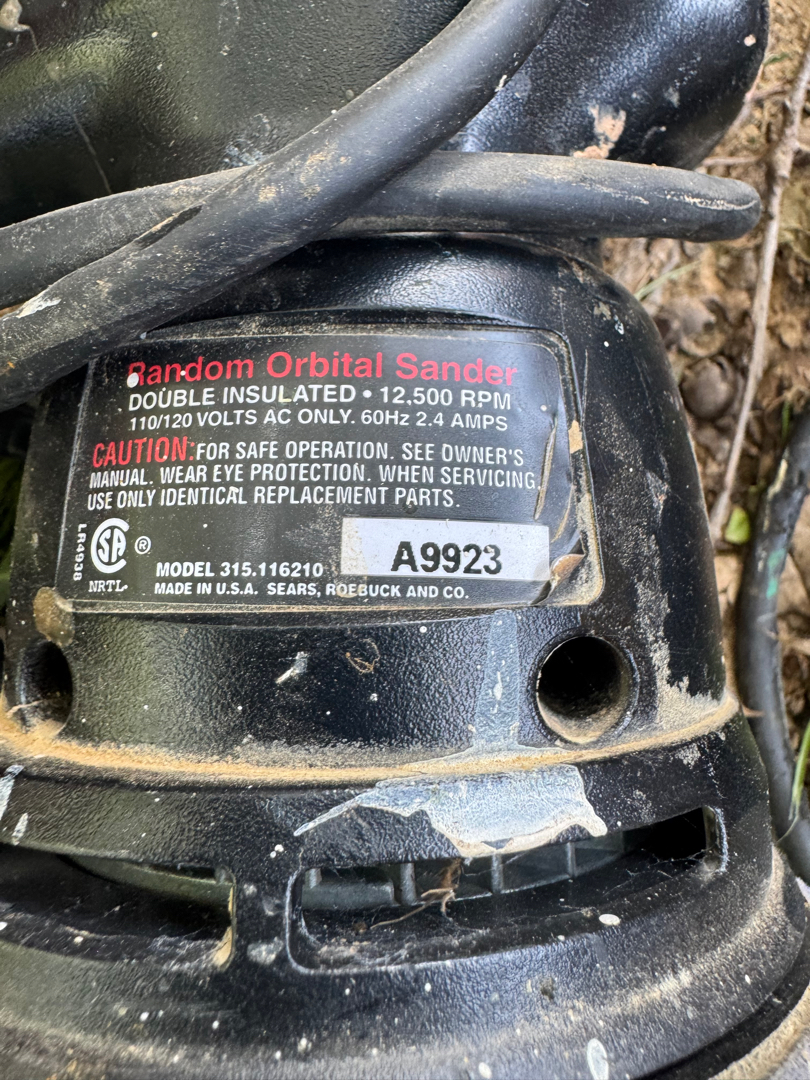 Random Orbital Sander
DOUBLE INSULATED • 12,500 RPM
110/120 VOLTS AC ONLY. 60Hz 2.4 AMPS
CAUTION: FOR SAFE OPERATION. SEE OWNER'S
MANUAL. WEAR EYE PROTECTION. WHEN SERVICING,
USE ONLY IDENTICAL REPLACEMENT PARTS.
LR4938
SA ®
NRTL
A9923
MODEL 315.116210
MADE IN U.S.A. SEARS, ROEBUCK AND CO.